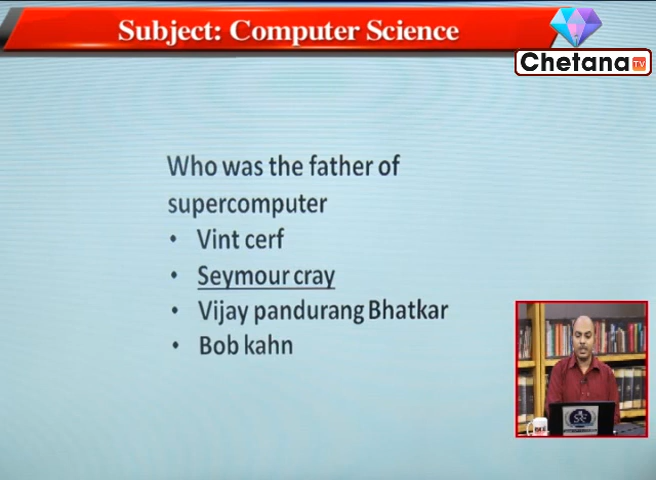 Subject: Computer Science
Chetana TV
Who was the father of
supercomputer
• Vint cerf
• Seymour cray
• Vijay pandurang Bhatkar
• Bob kahn